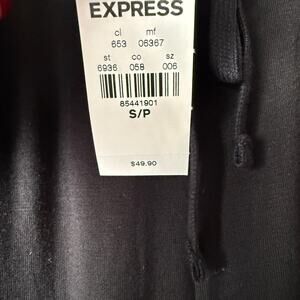 EXPRESS
cl mf
653 06367
st co sz
6936 058 006
85441901
S/P
$49.90